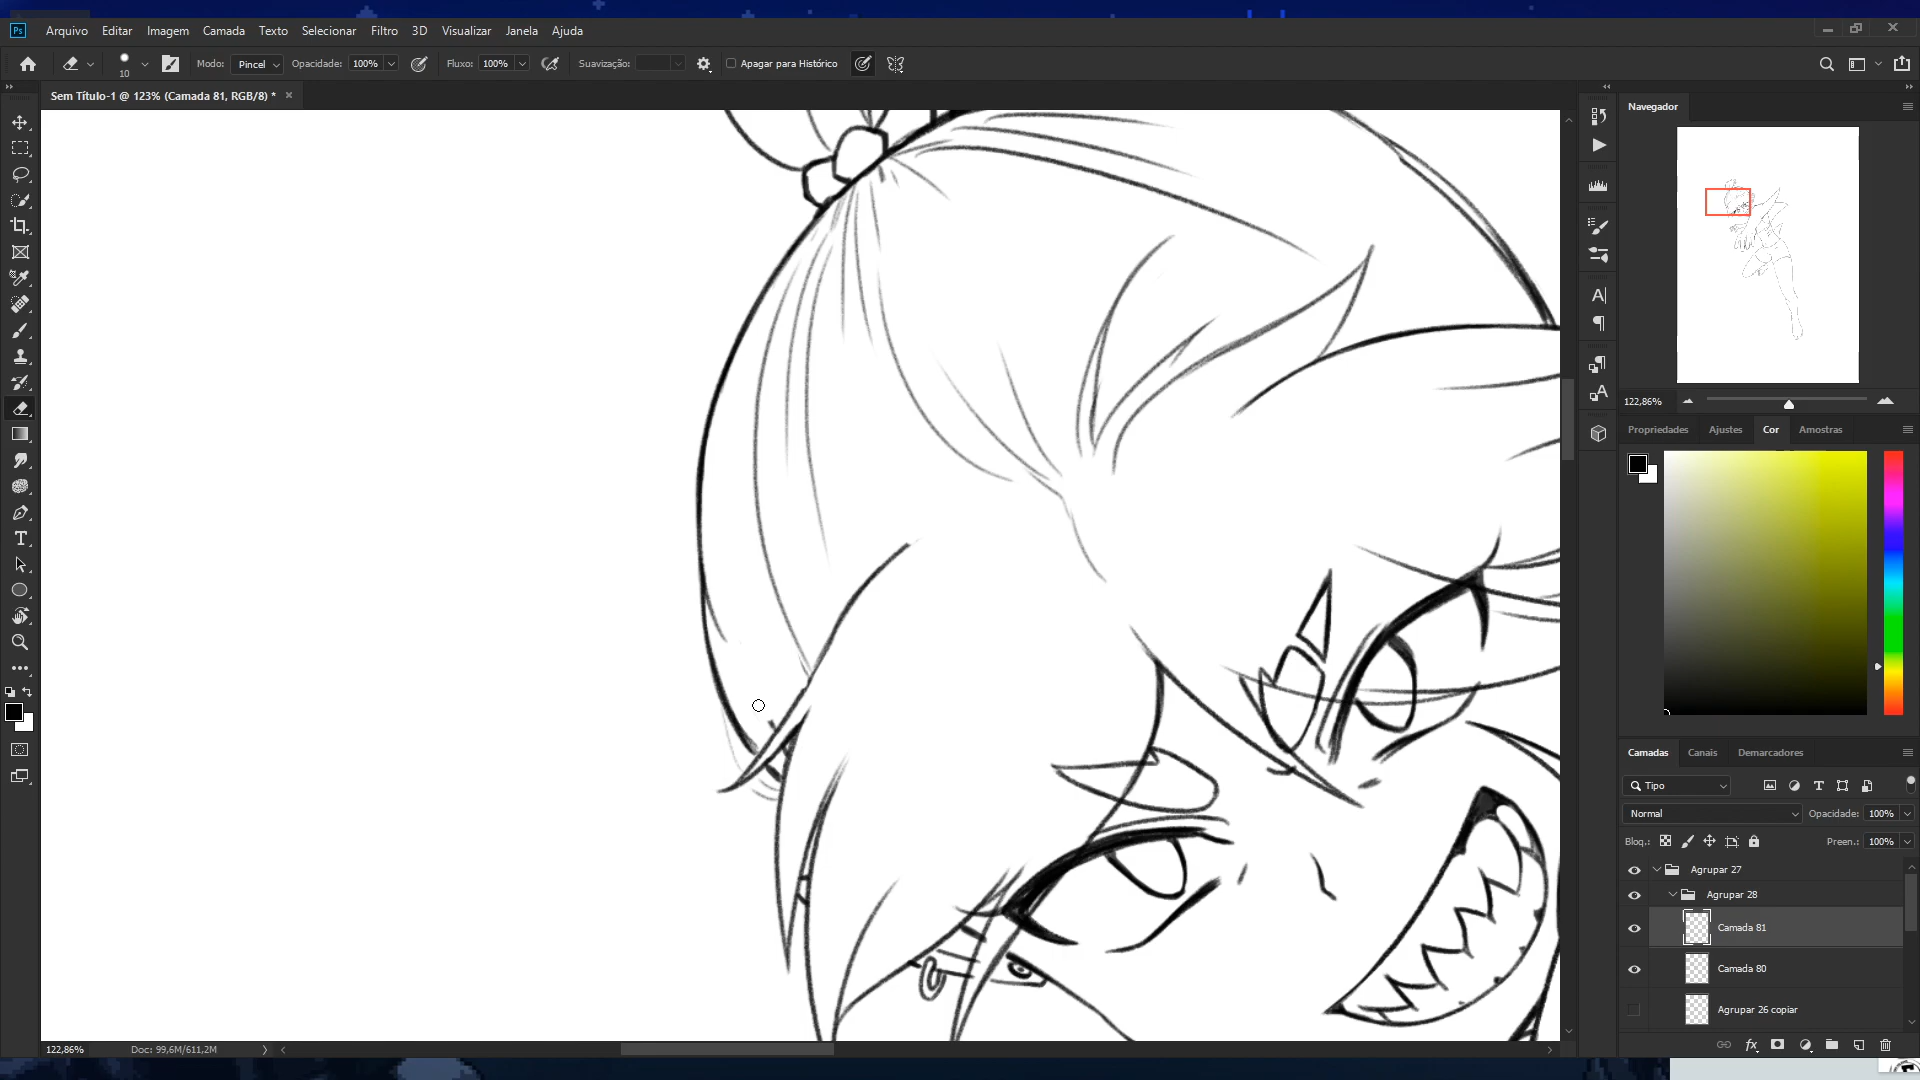 Ps Arquivo Editar Imagem Camada Texto Selecionar Filtro 3D Visualizar Janela Ajuda
10 Modo: Pincel Opacidade: 100% Fluxo: 100% Suavização: Apagar para Histórico
Sem Título-1 @ 123% (Camada 81, RGB/8) * ×
Navegador
122,86%
Propriedades Ajustes Cor Amostras
Camadas Canais Demarcadores
Tipo
Normal Opacidade: 100%
Bloq.: Preen.: 100%
Agrupar 27
Agrupar 28
Camada 81
Camada 80
Agrupar 26 copiar
122,86% Doc: 99,6M/611,2M